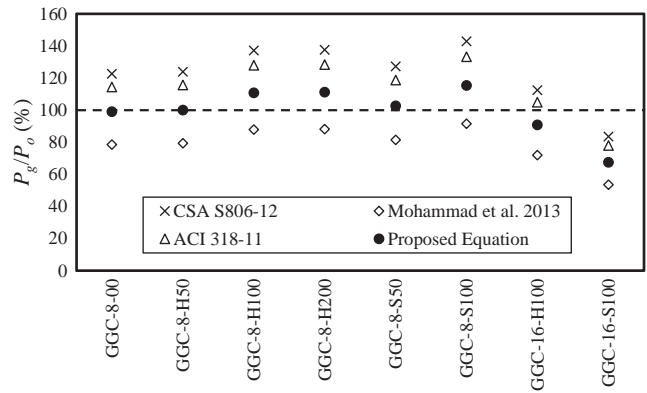 160
140
120
100
80
60
40
20
0
P_g/P_o (%)
× CSA S806-12
◇ Mohammad et al. 2013
△ ACI 318-11
● Proposed Equation
GGC-8-00
GGC-8-H50
GGC-8-H100
GGC-8-H200
GGC-8-S50
GGC-8-S100
GGC-16-H100
GGC-16-S100